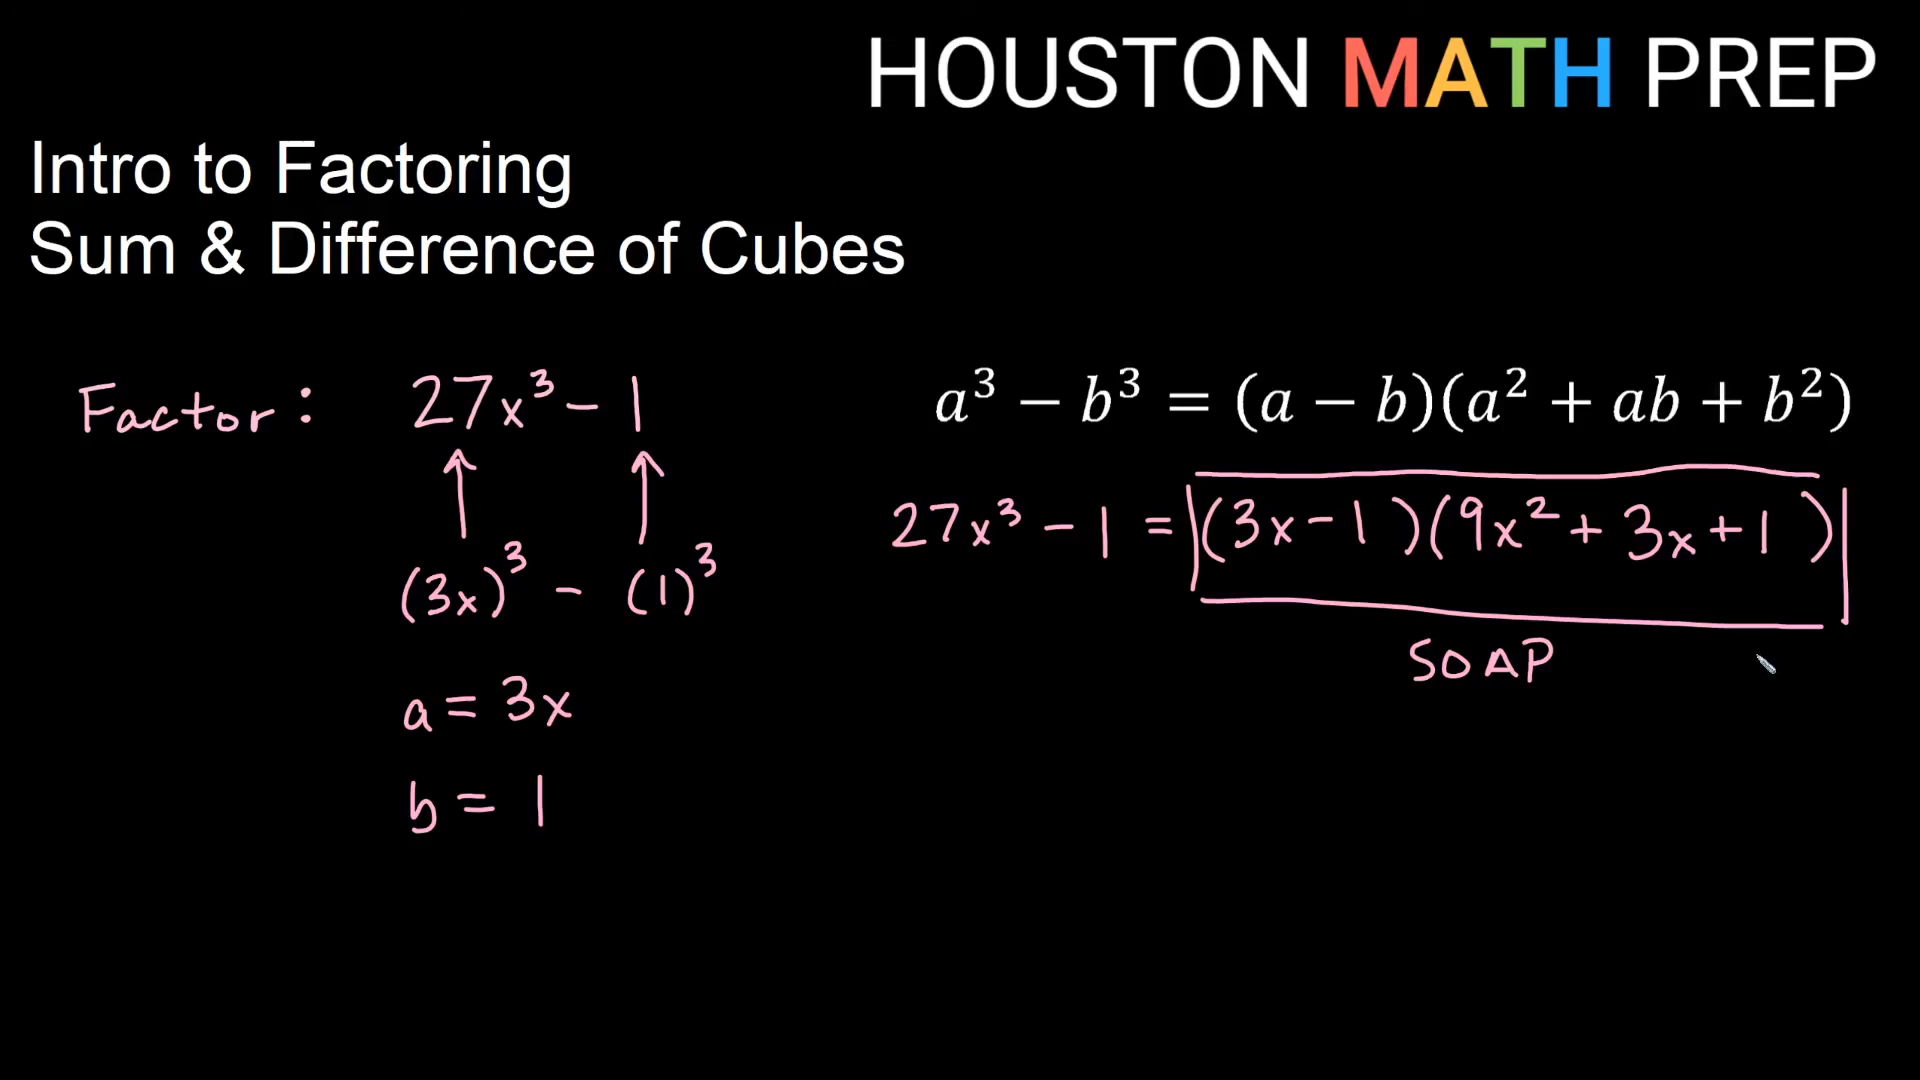 HOUSTON MATH PREP
Intro to Factoring
Sum & Difference of Cubes
Factor: 27x³ − 1
(3x)³ − (1)³
a = 3x
b = 1
a³ − b³ = (a − b)(a² + ab + b²)
27x³ − 1 = (3x − 1)(9x² + 3x + 1)
SOAP